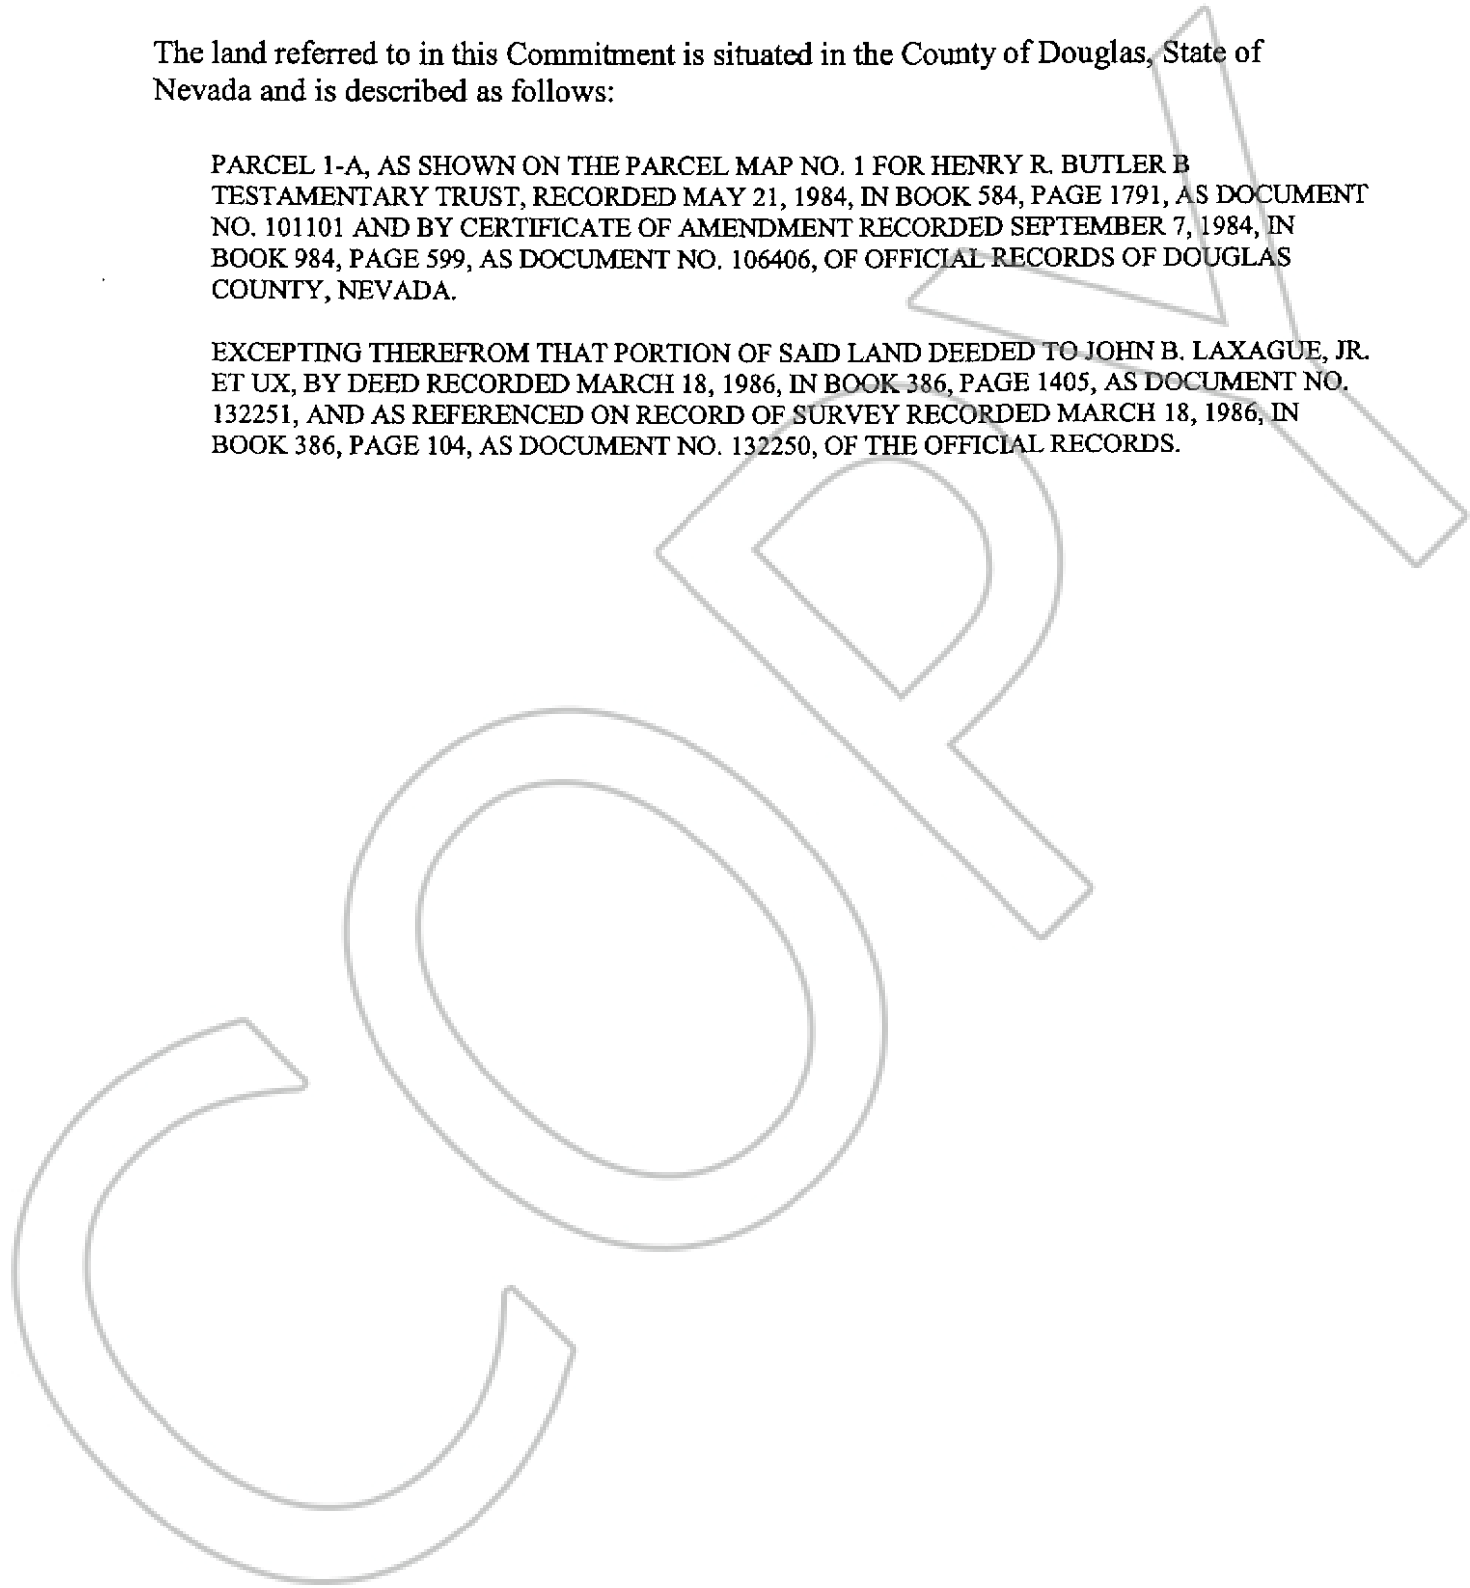 The land referred to in this Commitment is situated in the County of Douglas, State of
Nevada and is described as follows:
PARCEL 1-A, AS SHOWN ON THE PARCEL MAP NO. 1 FOR HENRY R. BUTLER B
TESTAMENTARY TRUST, RECORDED MAY 21, 1984, IN BOOK 584, PAGE 1791, AS DOCUMENT
NO. 101101 AND BY CERTIFICATE OF AMENDMENT RECORDED SEPTEMBER 7, 1984, IN
BOOK 984, PAGE 599, AS DOCUMENT NO. 106406, OF OFFICIAL RECORDS OF DOUGLAS
COUNTY, NEVADA.
EXCEPTING THEREFROM THAT PORTION OF SAID LAND DEEDED TO JOHN B. LAXAGUE, JR.
ET UX, BY DEED RECORDED MARCH 18, 1986, IN BOOK 386, PAGE 1405, AS DOCUMENT NO.
132251, AND AS REFERENCED ON RECORD OF SURVEY RECORDED MARCH 18, 1986, IN
BOOK 386, PAGE 104, AS DOCUMENT NO. 132250, OF THE OFFICIAL RECORDS.
COPY